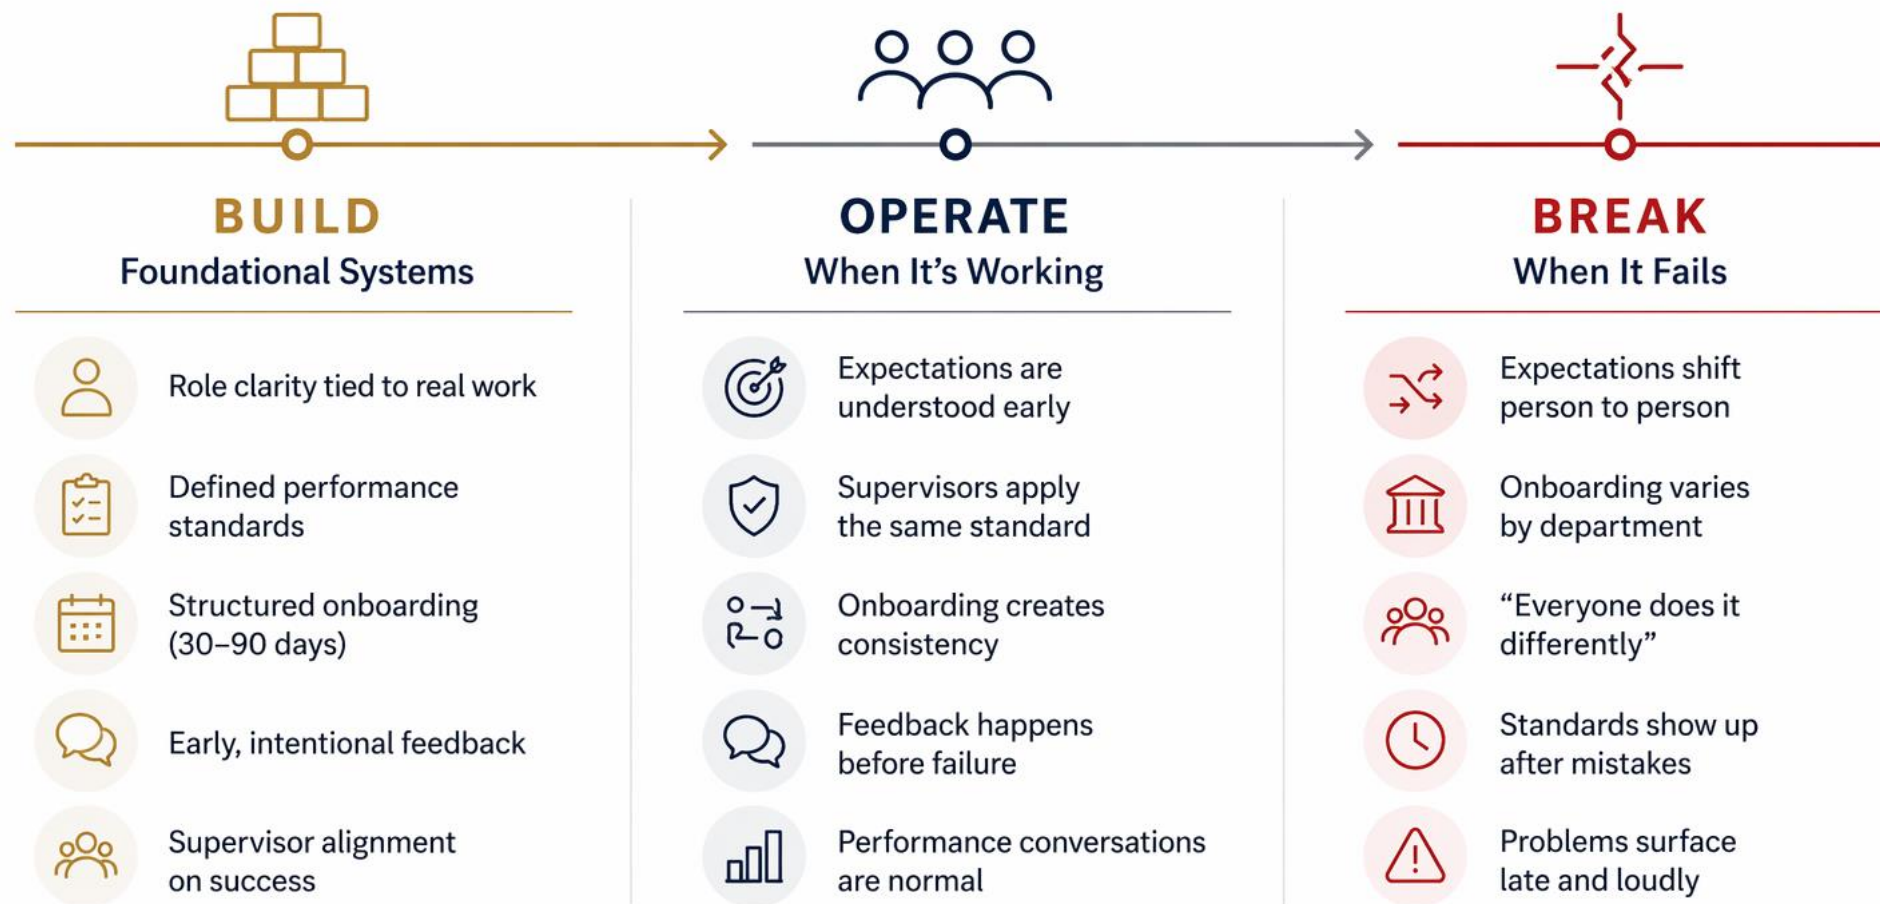 BUILD
Foundational Systems
Role clarity tied to real work
Defined performance
standards
Structured onboarding
(30–90 days)
Early, intentional feedback
Supervisor alignment
on success
OPERATE
When It’s Working
Expectations are
understood early
Supervisors apply
the same standard
Onboarding creates
consistency
Feedback happens
before failure
Performance conversations
are normal
BREAK
When It Fails
Expectations shift
person to person
Onboarding varies
by department
“Everyone does it
differently”
Standards show up
after mistakes
Problems surface
late and loudly